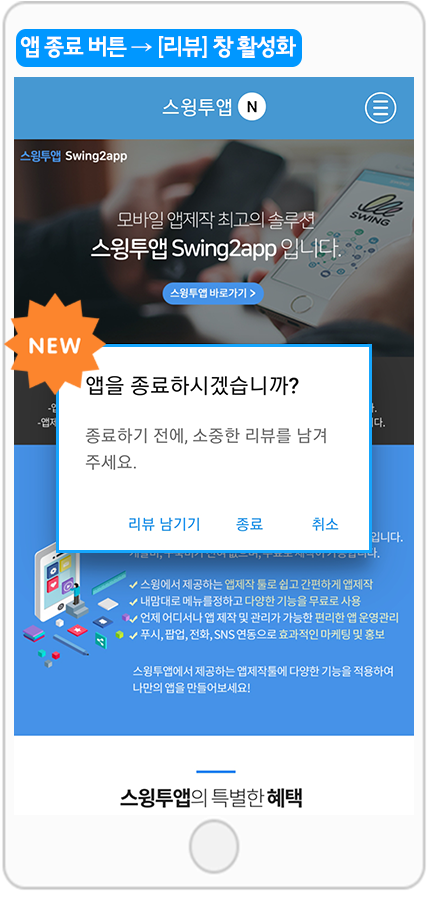 앱 종료 버튼 → [리뷰] 창 활성화
스윙투앱 N
스윙투앱 Swing2app
SWING
모바일 앱제작 최고의 솔루션
스윙투앱 Swing2app 입니다.
스윙투앱 바로가기 >
NEW
앱을 종료하시겠습니까?
종료하기 전에, 소중한 리뷰를 남겨
주세요.
리뷰 남기기 종료 취소
입니다.
✓ 스윙에서 제공하는 앱제작 툴로 쉽고 간편하게 앱제작
✓ 내맘대로 메뉴를정하고 다양한 기능을 무료로 사용
✓ 언제 어디서나 앱 제작 및 관리가 가능한 편리한 앱 운영관리
✓ 푸시, 팝업, 전화, SNS 연동으로 효과적인 마케팅 및 홍보
스윙투앱에서 제공하는 앱제작툴에 다양한 기능을 적용하여
나만의 앱을 만들어보세요!
스윙투앱의 특별한 혜택